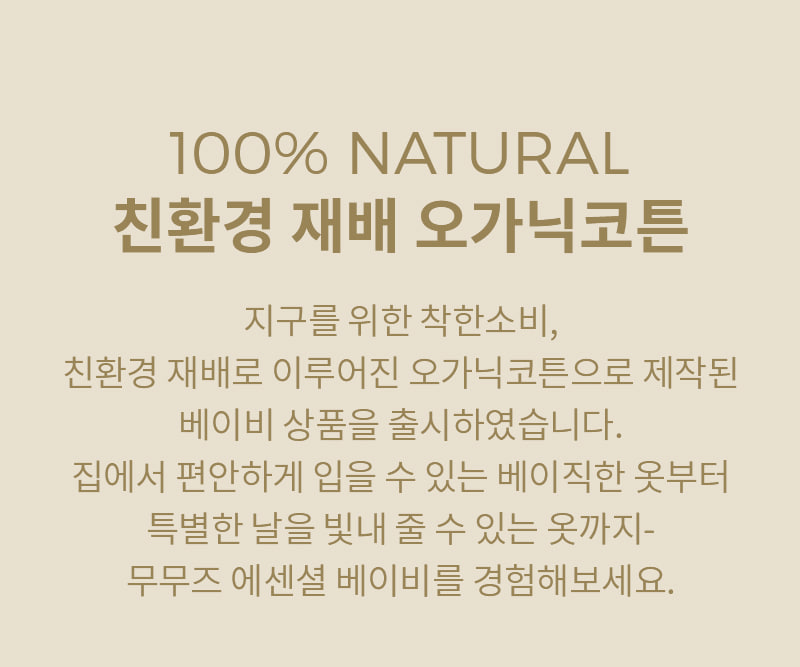 100% NATURAL
친환경 재배 오가닉코튼
지구를 위한 착한소비,
친환경 재배로 이루어진 오가닉코튼으로 제작된
베이비 상품을 출시하였습니다.
집에서 편안하게 입을 수 있는 베이직한 옷부터
특별한 날을 빛내 줄 수 있는 옷까지-
무무즈 에센셜 베이비를 경험해보세요.